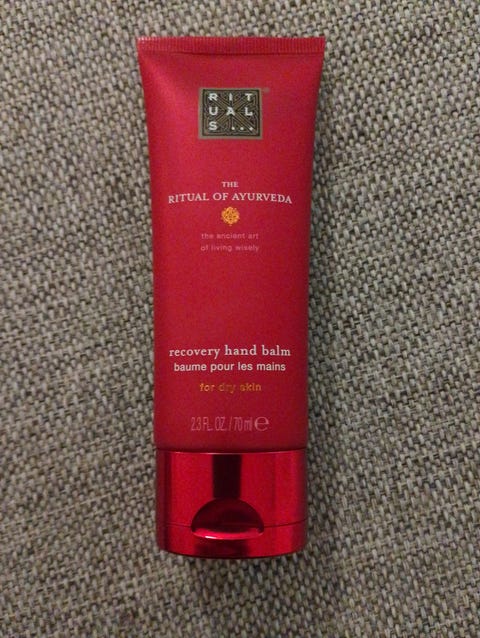 RIT
UAL
S...
THE
RITUAL OF AYURVEDA
the ancient art
of living wisely
recovery hand balm
baume pour les mains
for dry skin
2.3 FL. OZ. / 70 ml ℮